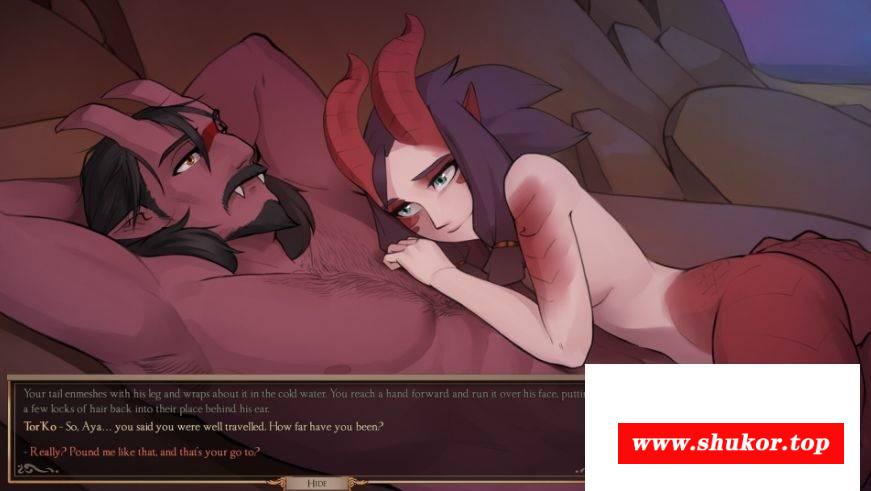 Your tail enmeshes with his leg and wraps about it in the cold water. You reach a hand forward and run it over his face,
a few locks of hair back into their place behind his ear.
Tor'Ko - So, Aya... you said you were well travelled. How far have you been?
- Really? Pound me like that, and that's your go to?
HIDE
www.shukor.top